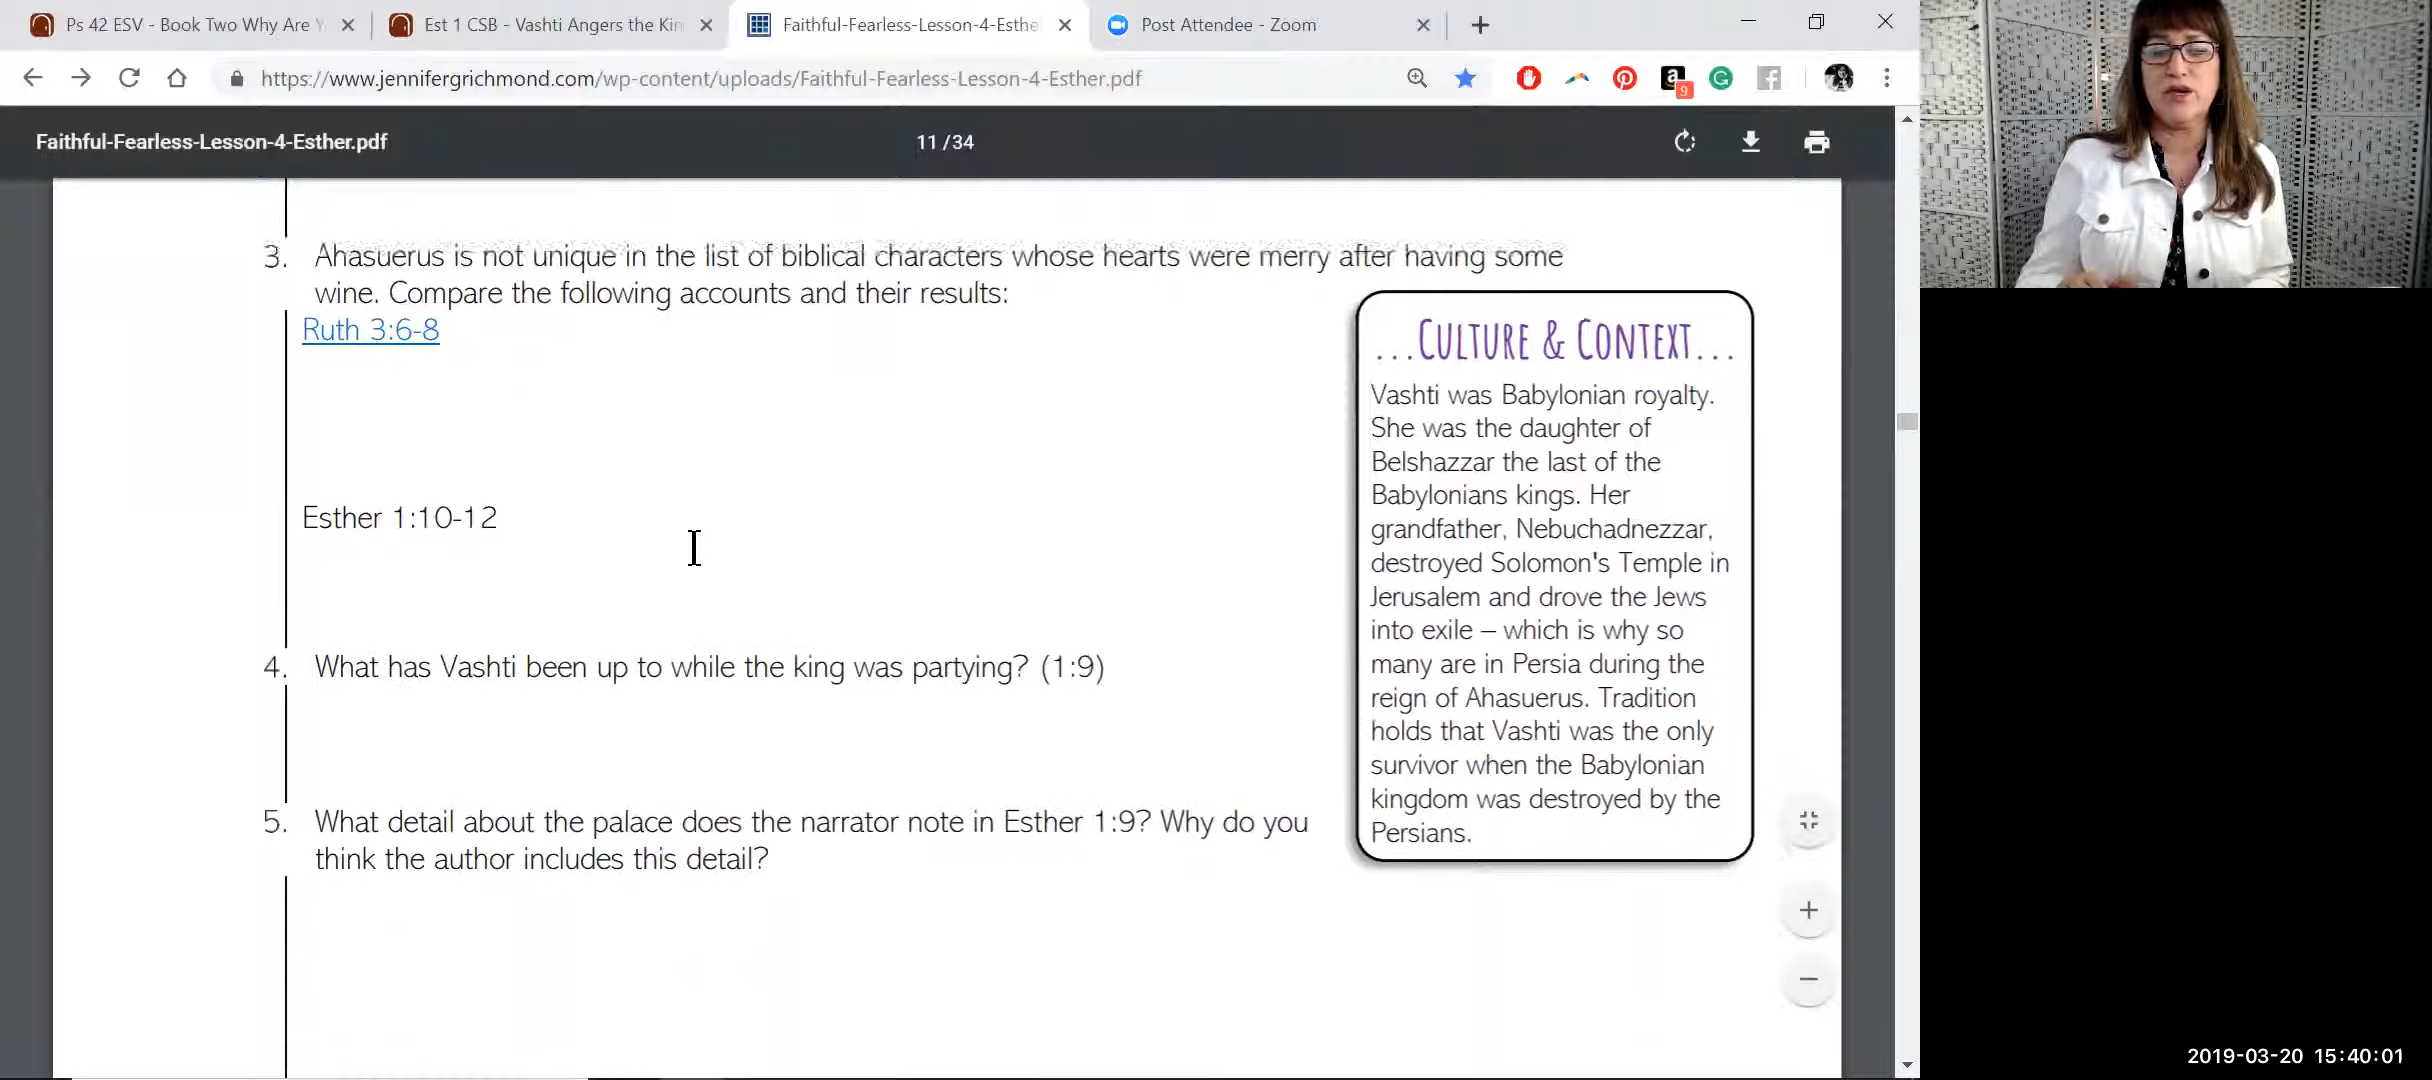 Ps 42 ESV - Book Two Why Are Y
Est 1 CSB - Vashti Angers the Kin
Faithful-Fearless-Lesson-4-Esthe
Post Attendee - Zoom
https://www.jennifergrichmond.com/wp-content/uploads/Faithful-Fearless-Lesson-4-Esther.pdf
9
Faithful-Fearless-Lesson-4-Esther.pdf
11 / 34
3. Ahasuerus is not unique in the list of biblical characters whose hearts were merry after having some
wine. Compare the following accounts and their results:
Ruth 3:6-8
Esther 1:10-12
4. What has Vashti been up to while the king was partying? (1:9)
5. What detail about the palace does the narrator note in Esther 1:9? Why do you
think the author includes this detail?
...CULTURE & CONTEXT...
Vashti was Babylonian royalty.
She was the daughter of
Belshazzar the last of the
Babylonians kings. Her
grandfather, Nebuchadnezzar,
destroyed Solomon's Temple in
Jerusalem and drove the Jews
into exile – which is why so
many are in Persia during the
reign of Ahasuerus. Tradition
holds that Vashti was the only
survivor when the Babylonian
kingdom was destroyed by the
Persians.
2019-03-20 15:40:01